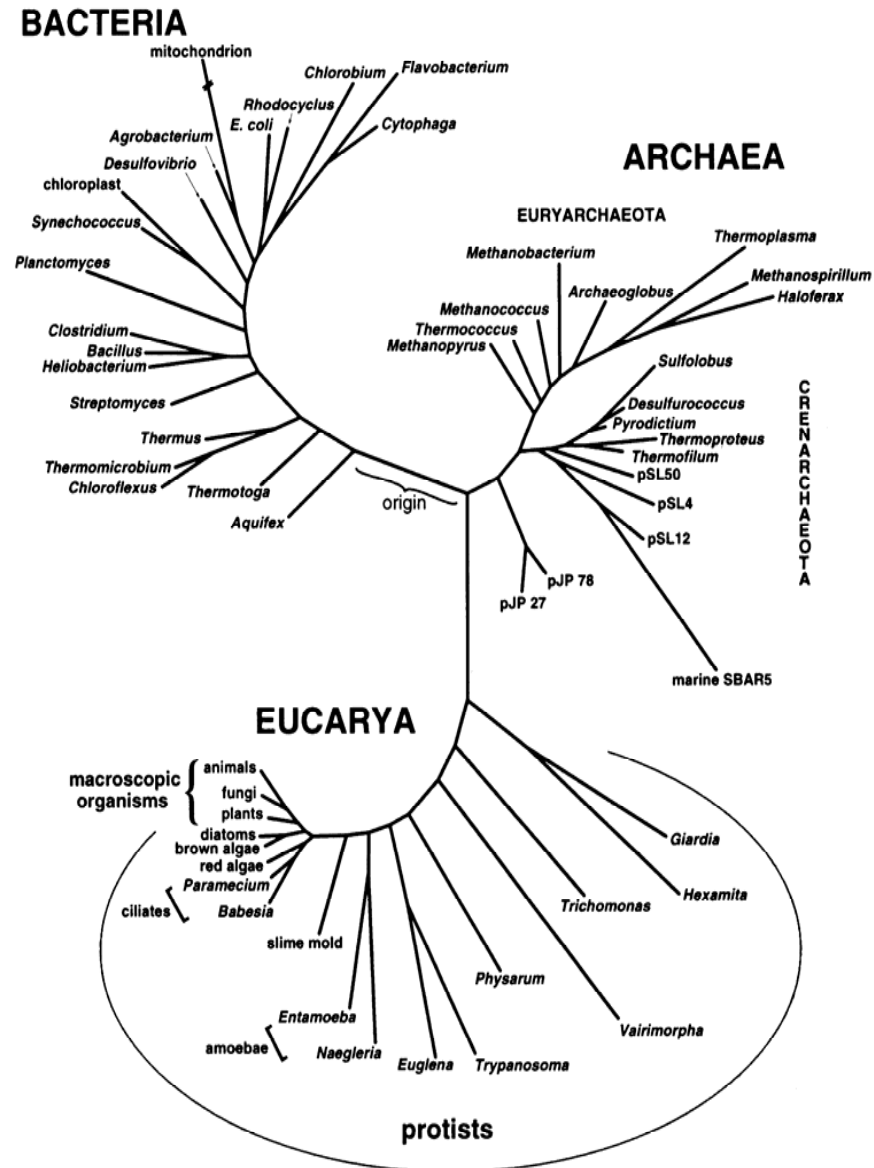 BACTERIA
mitochondrion
Chlorobium
Flavobacterium
Rhodocyclus
E. coli
Cytophaga
Agrobacterium
Desulfovibrio
chloroplast
Synechococcus
Planctomyces
Clostridium
Bacillus
Heliobacterium
Streptomyces
Thermus
Thermomicrobium
Chloroflexus
Thermotoga
Aquifex
origin
ARCHAEA
EURYARCHAEOTA
Methanobacterium
Thermoplasma
Archaeoglobus
Methanospirillum
Haloferax
Methanococcus
Thermococcus
Methanopyrus
Sulfolobus
Desulfurococcus
Pyrodictium
Thermoproteus
Thermofilum
pSL50
pSL4
pSL12
CRENARCHAEOTA
pJP 78
pJP 27
marine SBAR5
EUCARYA
macroscopic
organisms
animals
fungi
plants
diatoms
brown algae
red algae
Paramecium
ciliates
Babesia
slime mold
Entamoeba
amoebae
Naegleria
Euglena
Trypanosoma
Physarum
Vairimorpha
Trichomonas
Hexamita
Giardia
protists